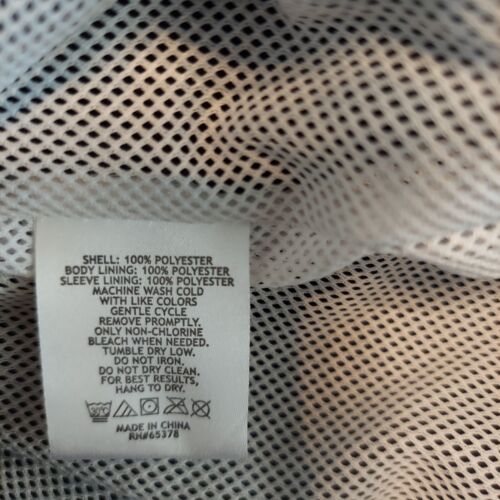 SHELL: 100% POLYESTER
BODY LINING: 100% POLYESTER
SLEEVE LINING: 100% POLYESTER
MACHINE WASH COLD
WITH LIKE COLORS
GENTLE CYCLE
REMOVE PROMPTLY.
ONLY NON-CHLORINE
BLEACH WHEN NEEDED.
TUMBLE DRY LOW.
DO NOT IRON.
DO NOT DRY CLEAN.
FOR BEST RESULTS,
HANG TO DRY.
30°C
MADE IN CHINA
RN#65378